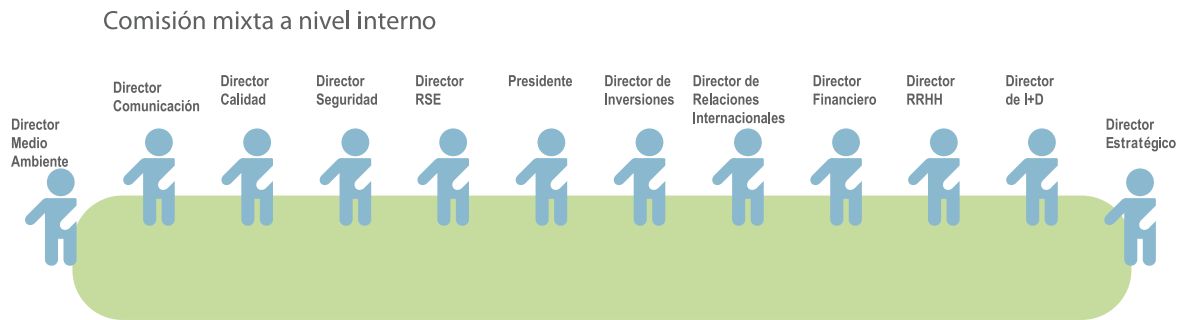 Comisión mixta a nivel interno
Director
Medio
Ambiente
Director
Comunicación
Director
Calidad
Director
Seguridad
Director
RSE
Presidente
Director de
Inversiones
Director de
Relaciones
Internacionales
Director
Financiero
Director
RRHH
Director
de I+D
Director
Estratégico